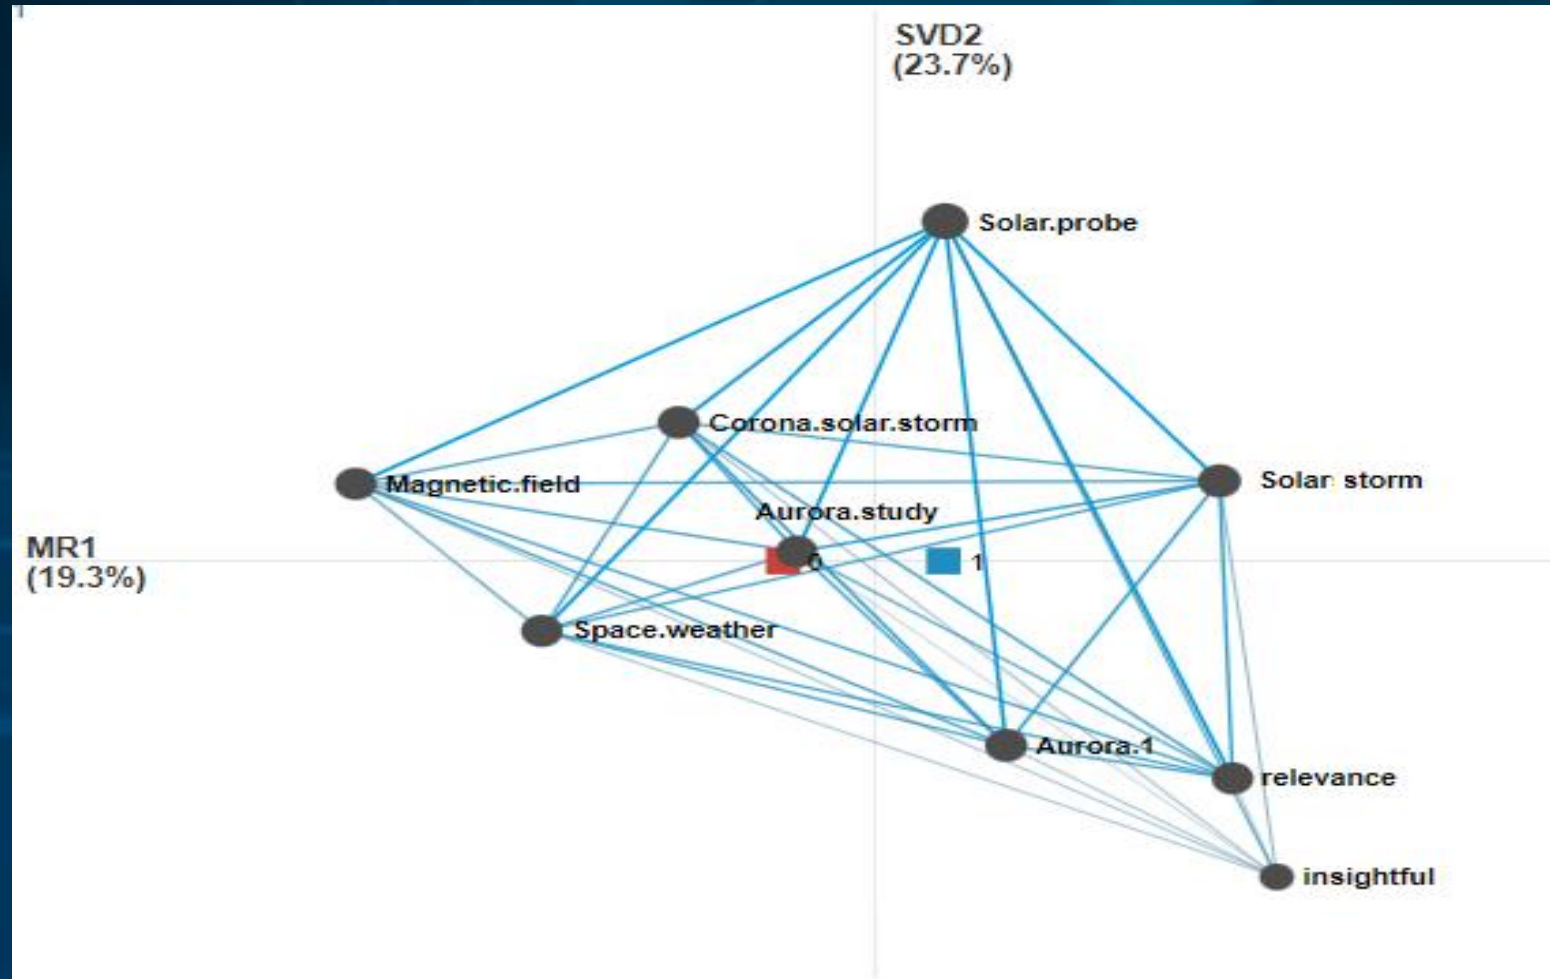 1
SVD2
(23.7%)
Solar.probe
Corona.solar.storm
Magnetic.field
Solar storm
Aurora.study
MR1
(19.3%)
0
1
Space.weather
Aurora.1
relevance
insightful